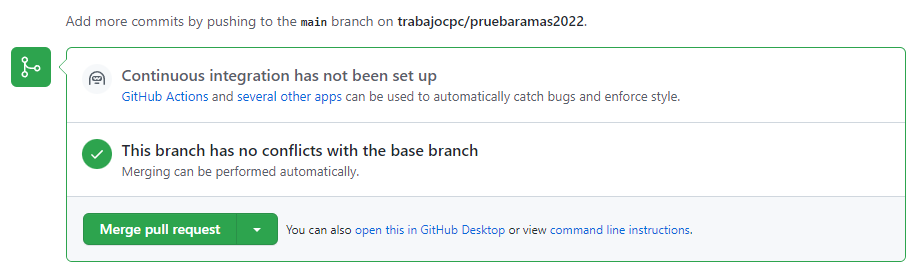 Add more commits by pushing to the main branch on trabajocpc/pruebaramas2022.
Continuous integration has not been set up
GitHub Actions and several other apps can be used to automatically catch bugs and enforce style.
This branch has no conflicts with the base branch
Merging can be performed automatically.
Merge pull request
You can also open this in GitHub Desktop or view command line instructions.